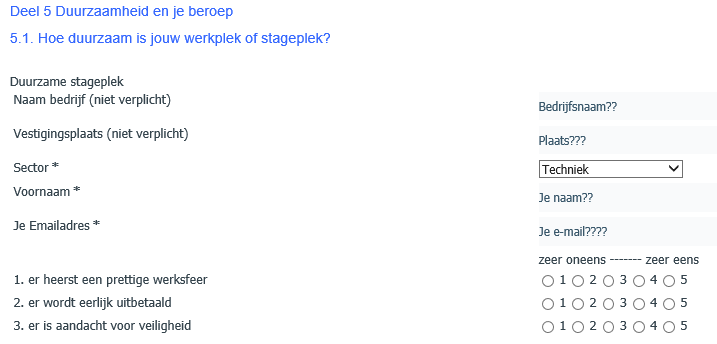 Deel 5 Duurzaamheid en je beroep
5.1. Hoe duurzaam is jouw werkplek of stageplek?
Duurzame stageplek
Naam bedrijf (niet verplicht) Bedrijfsnaam??
Vestigingsplaats (niet verplicht) Plaats???
Sector * Techniek
Voornaam * Je naam??
Je Emailadres * Je e-mail????
zeer oneens ------- zeer eens
1. er heerst een prettige werksfeer 1 2 3 4 5
2. er wordt eerlijk uitbetaald 1 2 3 4 5
3. er is aandacht voor veiligheid 1 2 3 4 5